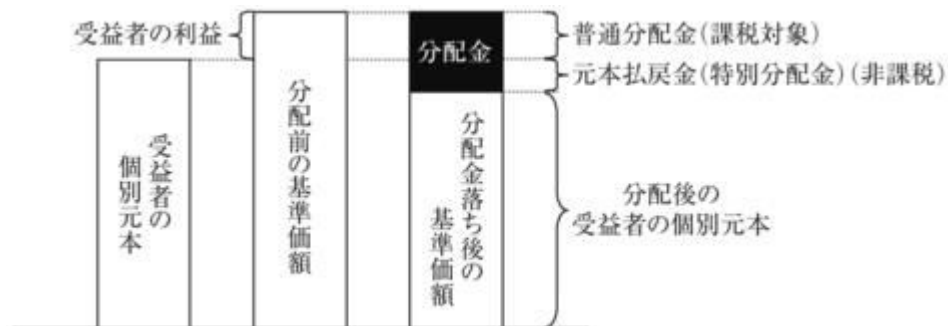 受益者の利益
受益者の
個別元本
分配前の基準価額
分配金
分配金落ち後の
基準価額
普通分配金(課税対象)
元本払戻金(特別分配金)(非課税)
分配後の
受益者の個別元本